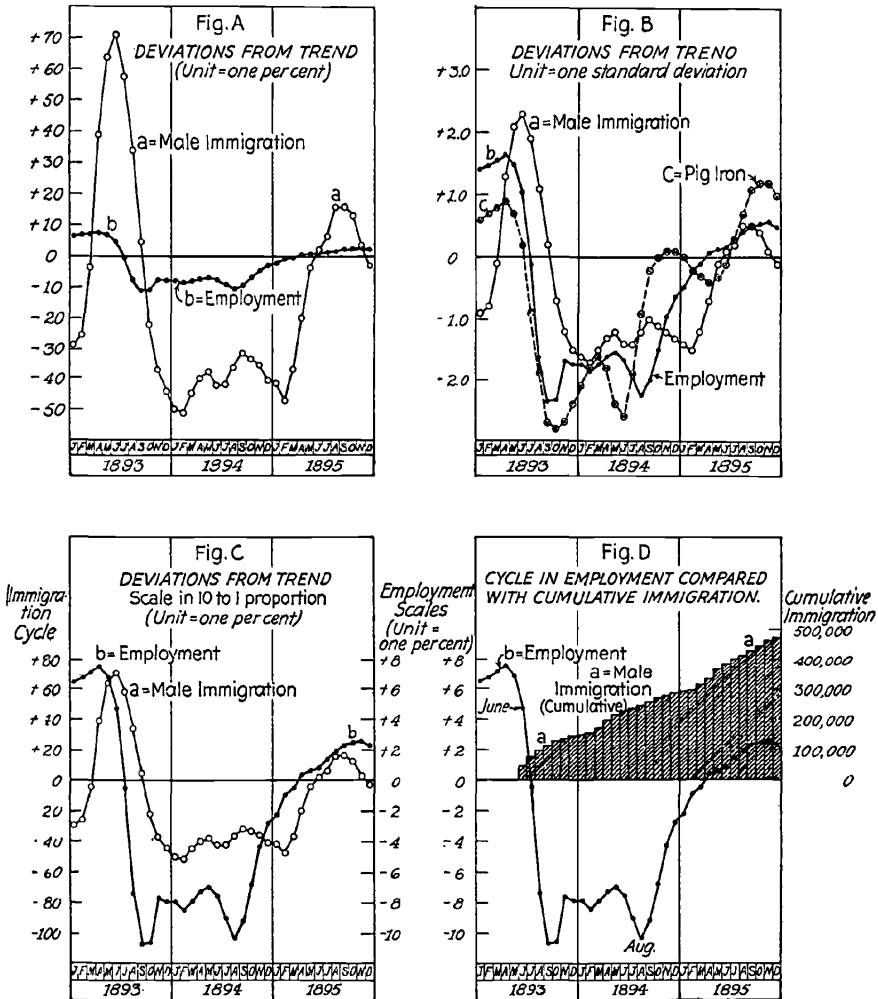 Fig.A
DEVIATIONS FROM TREND
(Unit=one per cent)
+70
+60
+50
+40
+30
+20
+10
0
-10
-20
-30
-40
-50
a=Male Immigration
b
a
b=Employment
J F M A M J J A S O N D J F M A M J J A S O N D J F M A M J J A S O N D
1893 1894 1895
Fig.B
DEVIATIONS FROM TRENO
Unit=one standard deviation
+3.0
+2.0
+1.0
0
-1.0
-2.0
a=Male Immigration
b
C=Pig Iron
c
Employment
J F M A M J J A S O N D J F M A M J J A S O N D J F M A M J J A S O N D
1893 1894 1895
Fig.C
DEVIATIONS FROM TREND
Scale in 10 to 1 proportion
(Unit=one per cent)
Immigra-
tion
Cycle
+80
+60
+40
+20
0
20
40
-60
-80
-100
Employment
Scales
(Unit=
one per cent)
+8
+6
+4
+2
0
-2
-4
-6
-8
-10
b=Employment
a=Male Immigration
b
J F M A M J J A S O N D J F M A M J J A S O N D J F M A M J J A S O N D
1893 1894 1895
Fig.D
CYCLE IN EMPLOYMENT COMPARED
WITH CUMULATIVE IMMIGRATION.
+8
+6
+4
+2
0
-2
-4
-6
-8
-10
Cumulative
Immigration
500,000
400,000
300,000
200,000
100,000
0
b=Employment
a
a=Male
Immigration
(Cumulative)
June
a
Aug.
J F M A M J J A S O N D J F M A M J J A S O N D J F M A M J J A S O N D
1893 1894 1895